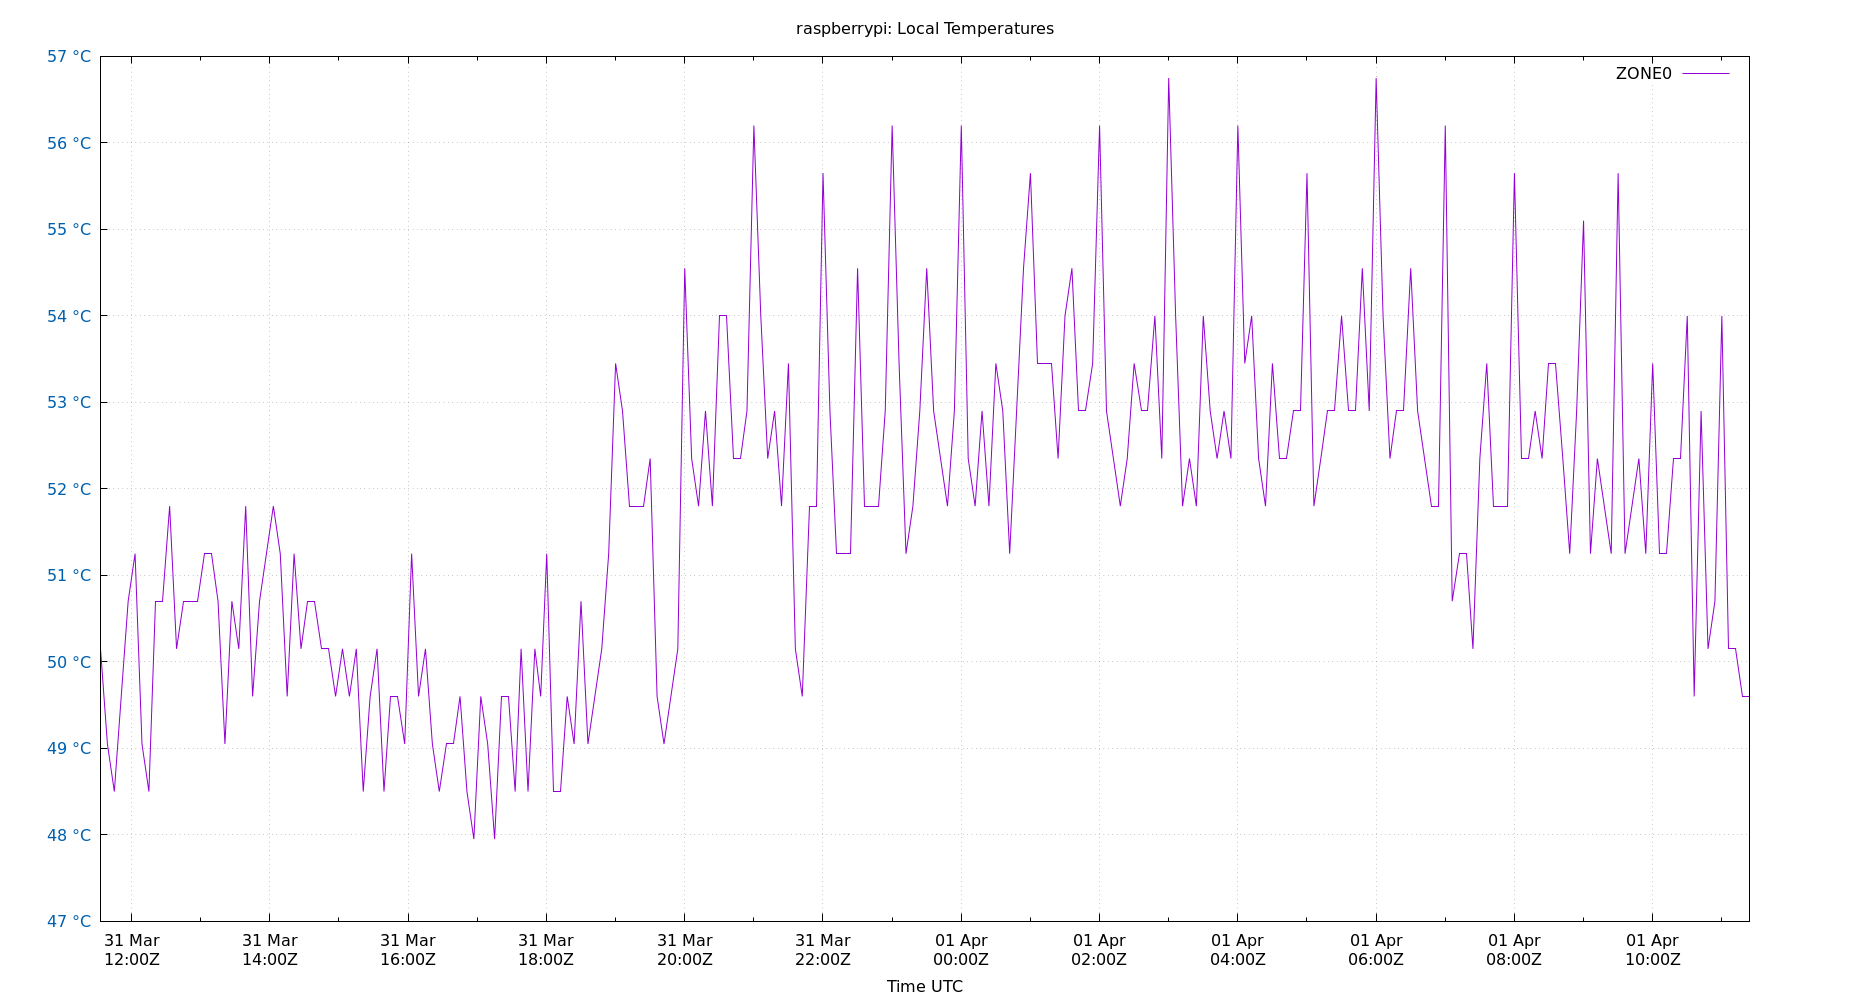 raspberrypi: Local Temperatures
57 °C
ZONE0
56 °C
55 °C
54 °C
53 °C
52 °C
51 °C
50 °C
49 °C
48 °C
47 °C
31 Mar 31 Mar 31 Mar 31 Mar 31 Mar 31 Mar 01 Apr 01 Apr 01 Apr 01 Apr 01 Apr 01 Apr
12:00Z 14:00Z 16:00Z 18:00Z 20:00Z 22:00Z 00:00Z 02:00Z 04:00Z 06:00Z 08:00Z 10:00Z
Time UTC